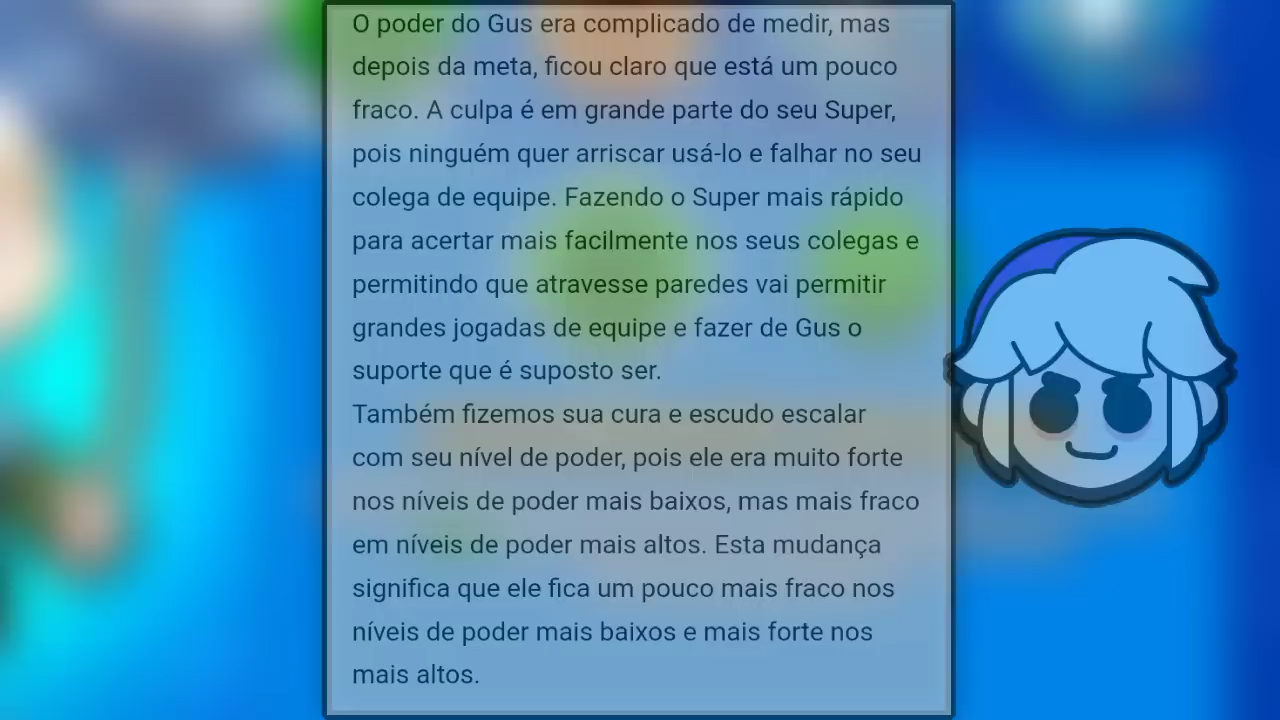 O poder do Gus era complicado de medir, mas
depois da meta, ficou claro que está um pouco
fraco. A culpa é em grande parte do seu Super,
pois ninguém quer arriscar usá-lo e falhar no seu
colega de equipe. Fazendo o Super mais rápido
para acertar mais facilmente nos seus colegas e
permitindo que atravesse paredes vai permitir
grandes jogadas de equipe e fazer de Gus o
suporte que é suposto ser.
Também fizemos sua cura e escudo escalar
com seu nível de poder, pois ele era muito forte
nos níveis de poder mais baixos, mas mais fraco
em níveis de poder mais altos. Esta mudança
significa que ele fica um pouco mais fraco nos
níveis de poder mais baixos e mais forte nos
mais altos.